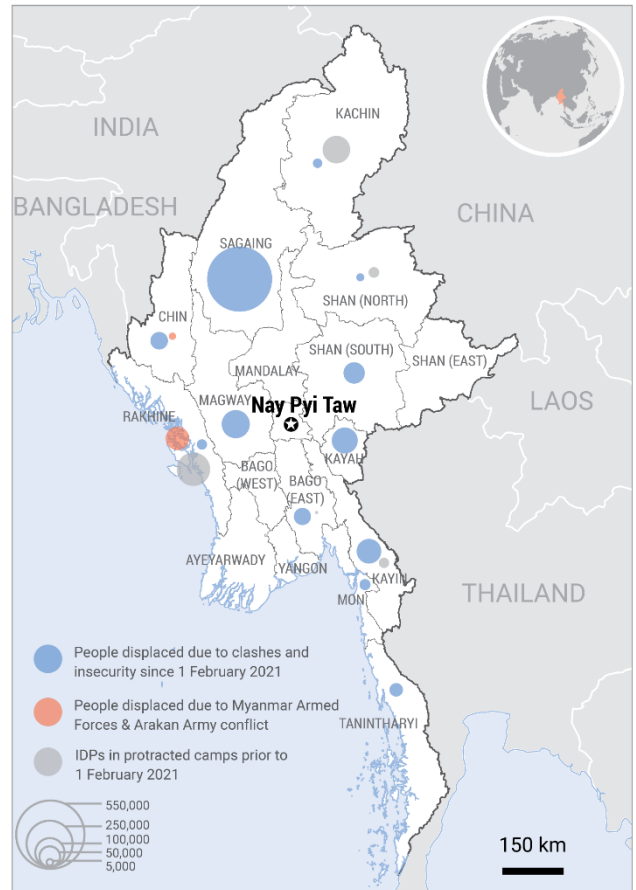 KACHIN
INDIA
BANGLADESH
CHINA
SAGAING
SHAN (NORTH)
CHIN
SHAN (SOUTH)
SHAN (EAST)
MANDALAY
MAGWAY
Nay Pyi Taw
LAOS
RAKHINE
KAYAH
BAGO
(WEST)
BAGO
(EAST)
AYEYARWADY
YANGON
KAYIN
MON
THAILAND
People displaced due to clashes and
insecurity since 1 February 2021
People displaced due to Myanmar Armed
Forces & Arakan Army conflict
TANINTHARYI
IDPs in protracted camps prior to
1 February 2021
550,000
250,000
100,000
50,000
5,000
150 km